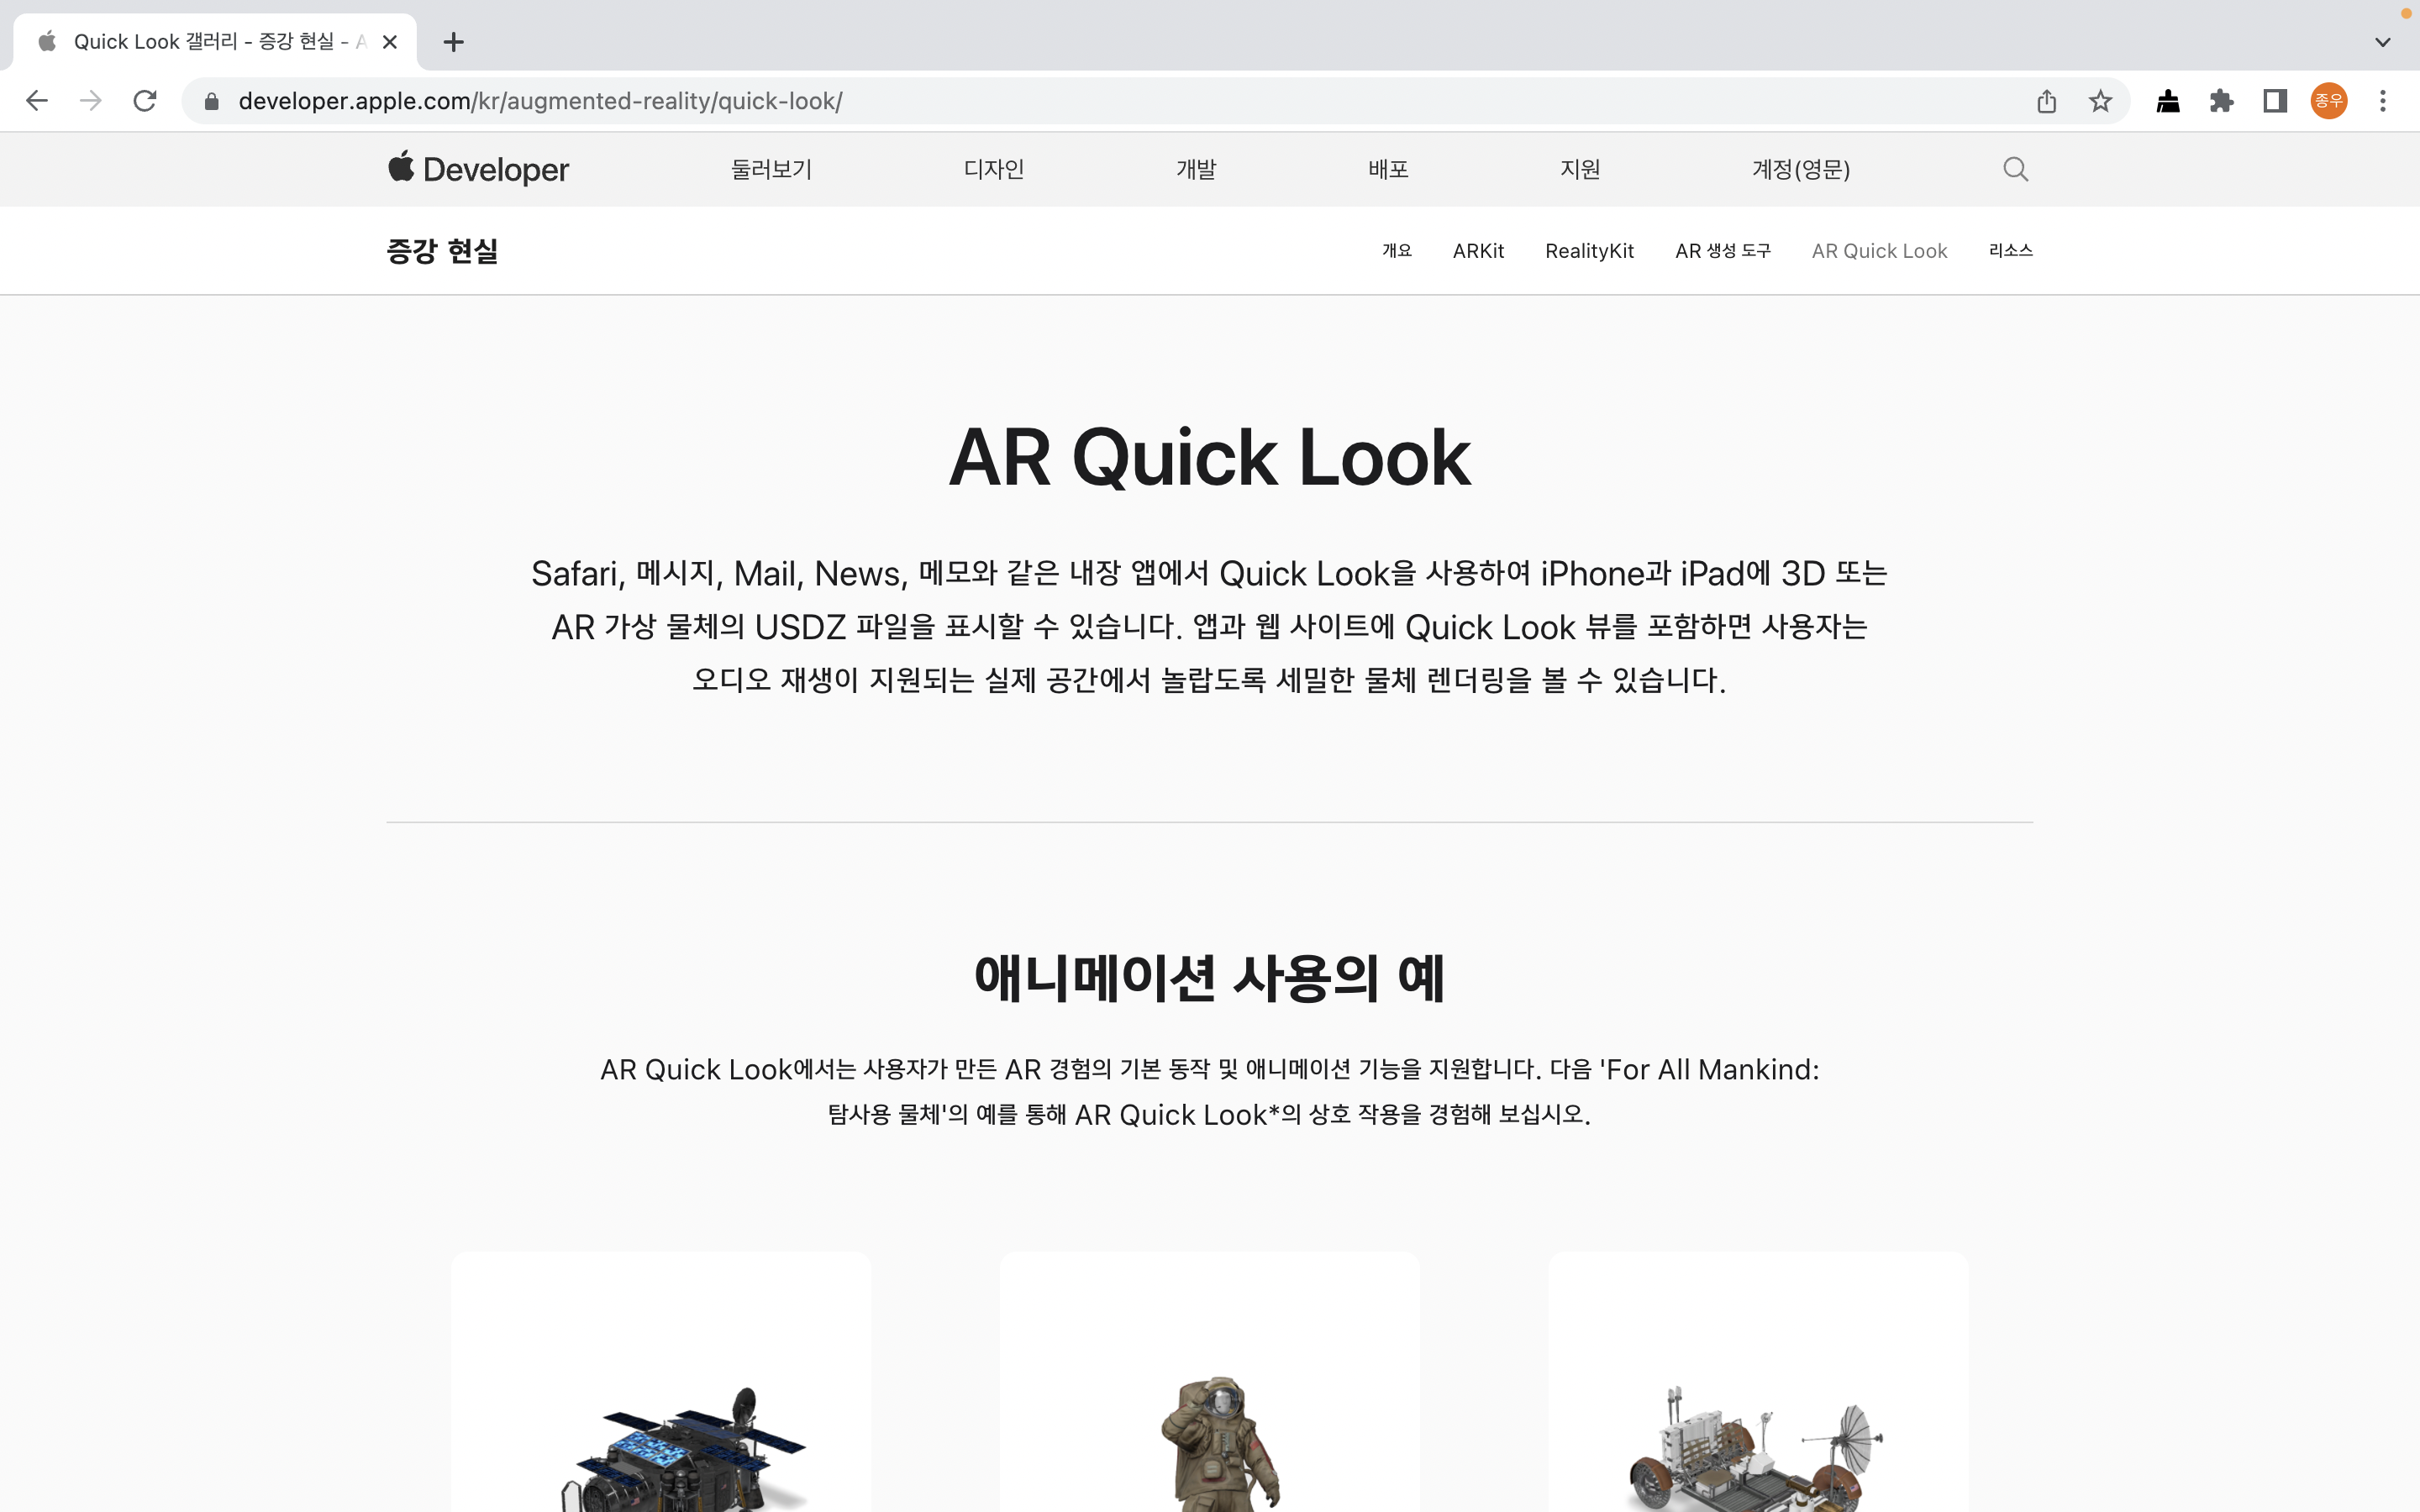 Quick Look 갤러리 - 증강 현실 - A
developer.apple.com/kr/augmented-reality/quick-look/
종우
Developer
둘러보기
디자인
개발
배포
지원
계정(영문)
증강 현실
개요
ARKit
RealityKit
AR 생성 도구
AR Quick Look
리소스
AR Quick Look
Safari, 메시지, Mail, News, 메모와 같은 내장 앱에서 Quick Look을 사용하여 iPhone과 iPad에 3D 또는
AR 가상 물체의 USDZ 파일을 표시할 수 있습니다. 앱과 웹 사이트에 Quick Look 뷰를 포함하면 사용자는
오디오 재생이 지원되는 실제 공간에서 놀랍도록 세밀한 물체 렌더링을 볼 수 있습니다.
애니메이션 사용의 예
AR Quick Look에서는 사용자가 만든 AR 경험의 기본 동작 및 애니메이션 기능을 지원합니다. 다음 'For All Mankind:
탐사용 물체'의 예를 통해 AR Quick Look*의 상호 작용을 경험해 보십시오.